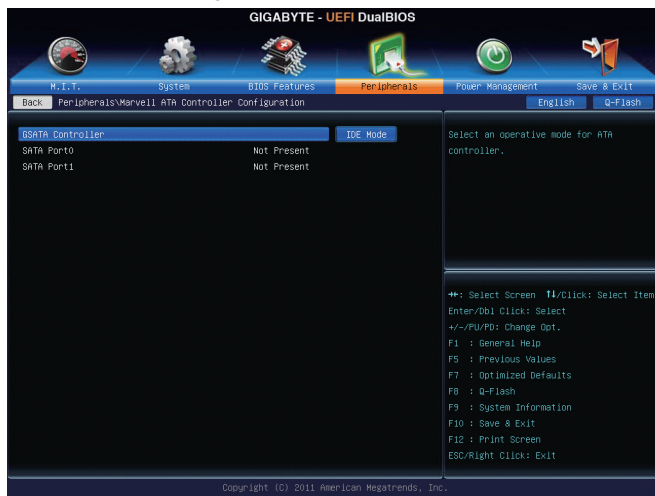 GIGABYTE - UEFI DualBIOS
M.I.T. System BIOS Features Peripherals Power Management Save & Exit
Back Peripherals\Marvell ATA Controller Configuration English Q-Flash
GSATA Controller IDE Mode
SATA Port0 Not Present
SATA Port1 Not Present
Select an operative mode for ATA
controller.
→←: Select Screen ↑↓/Click: Select Item
Enter/Dbl Click: Select
+/-/PU/PD: Change Opt.
F1 : General Help
F5 : Previous Values
F7 : Optimized Defaults
F8 : Q-Flash
F9 : System Information
F10 : Save & Exit
F12 : Print Screen
ESC/Right Click: Exit
Copyright (C) 2011 American Megatrends, Inc.